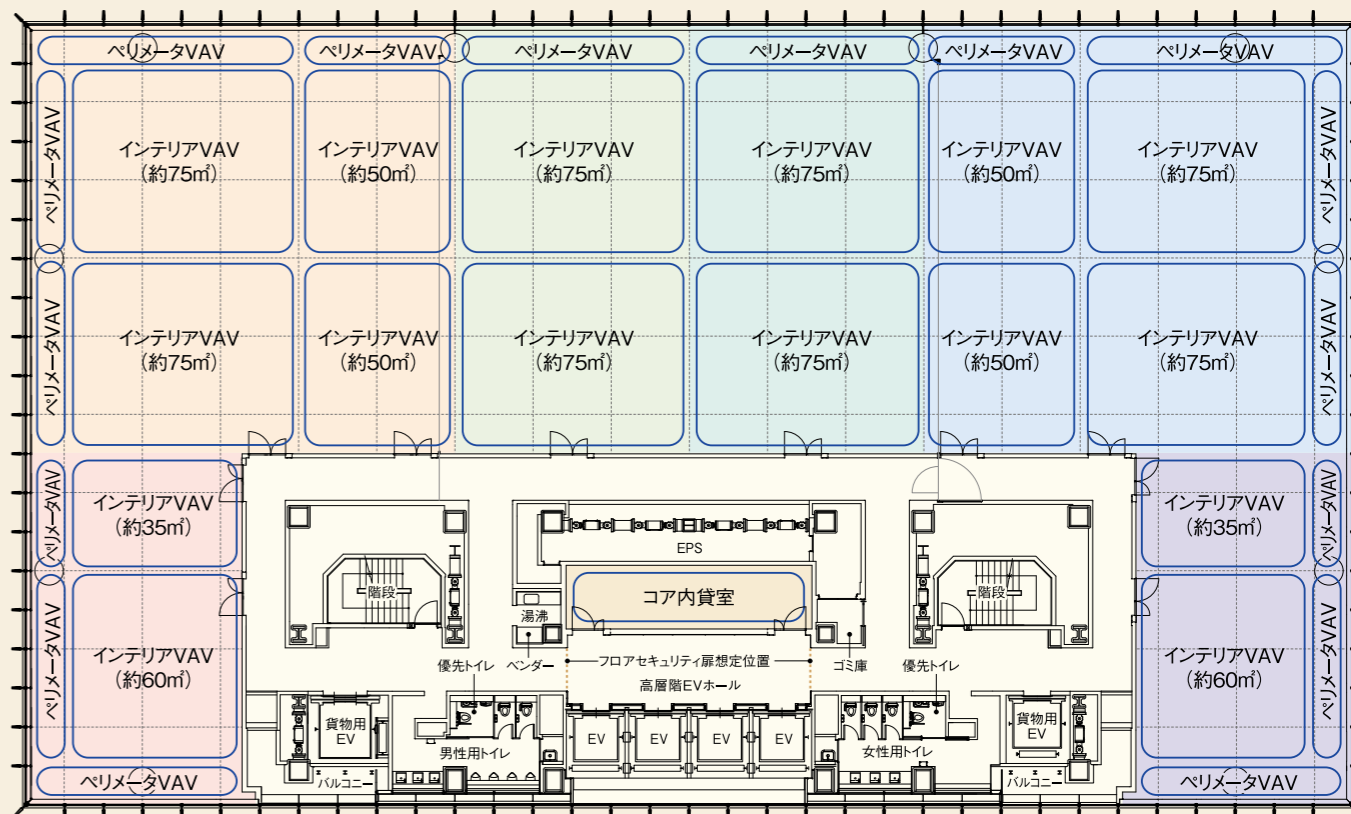 ペリメータVAV
ペリメータVAV
ペリメータVAV
ペリメータVAV
ペリメータVAV
ペリメータVAV
ペリメータVAV
インテリアVAV
(約75㎡)
インテリアVAV
(約50㎡)
インテリアVAV
(約75㎡)
インテリアVAV
(約75㎡)
インテリアVAV
(約50㎡)
インテリアVAV
(約75㎡)
ペリメータVAV
ペリメータVAV
インテリアVAV
(約75㎡)
インテリアVAV
(約50㎡)
インテリアVAV
(約75㎡)
インテリアVAV
(約75㎡)
インテリアVAV
(約50㎡)
インテリアVAV
(約75㎡)
ペリメータVAV
ペリメータVAV
インテリアVAV
(約35㎡)
インテリアVAV
(約35㎡)
ペリメータVAV
EPS
階段
コア内貸室
階段
湯沸
優先トイレ
ベンダー
フロアセキュリティ扉想定位置
ゴミ庫
優先トイレ
高層階EVホール
ペリメータVAV
インテリアVAV
(約60㎡)
インテリアVAV
(約60㎡)
ペリメータVAV
貨物用
EV
男性用トイレ
EV
EV
EV
EV
女性用トイレ
貨物用
EV
ペリメータVAV
バルコニー
バルコニー
ペリメータVAV